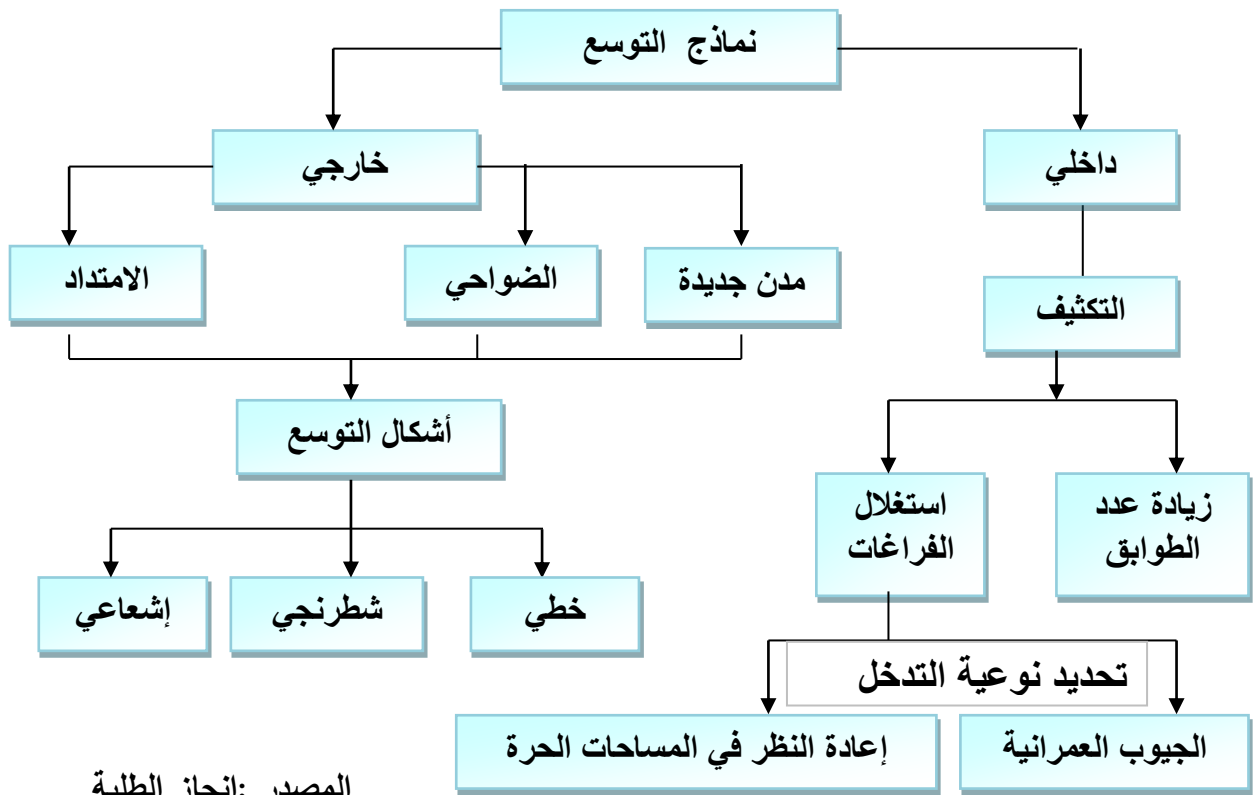 نماذج التوسع
داخلي
خارجي
مدن جديدة
الضواحي
الامتداد
التكثيف
أشكال التوسع
زيادة عدد
الطوابق
استغلال
الفراغات
خطي
شطرنجي
إشعاعي
تحديد نوعية التدخل
الجيوب العمرانية
إعادة النظر في المساحات الحرة
المصدر :إنجاز الطلبة